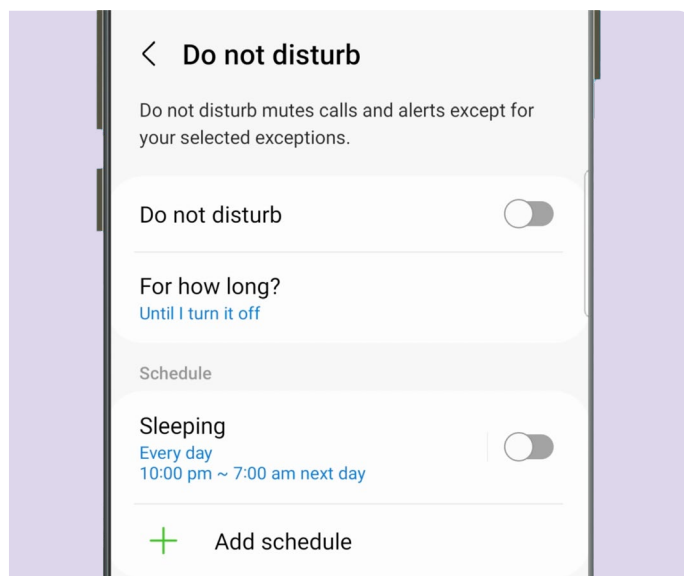 Do not disturb
Do not disturb mutes calls and alerts except for
your selected exceptions.
Do not disturb
For how long?
Until I turn it off
Schedule
Sleeping
Every day
10:00 pm ~ 7:00 am next day
Add schedule